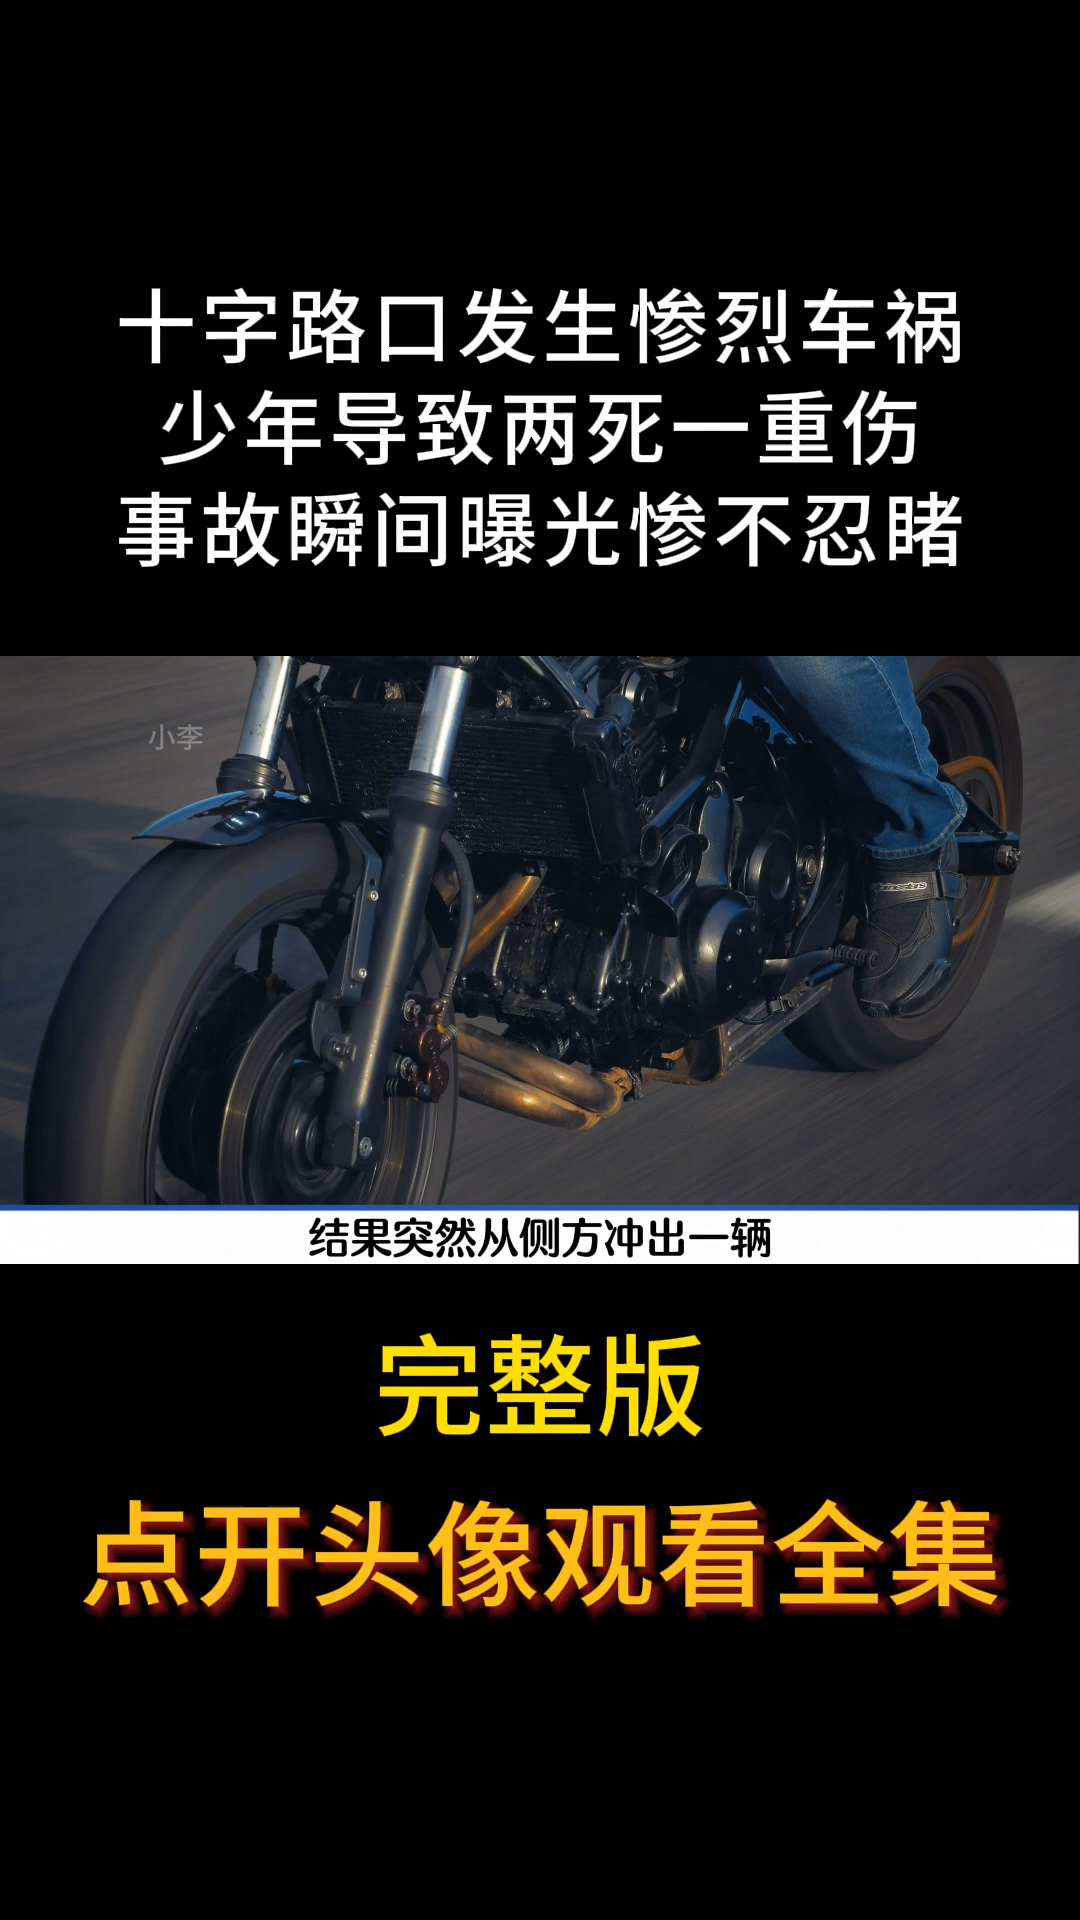 十字路口发生惨烈车祸
少年导致两死一重伤
事故瞬间曝光惨不忍睹
小李
结果突然从侧方冲出一辆
完整版
点开头像观看全集